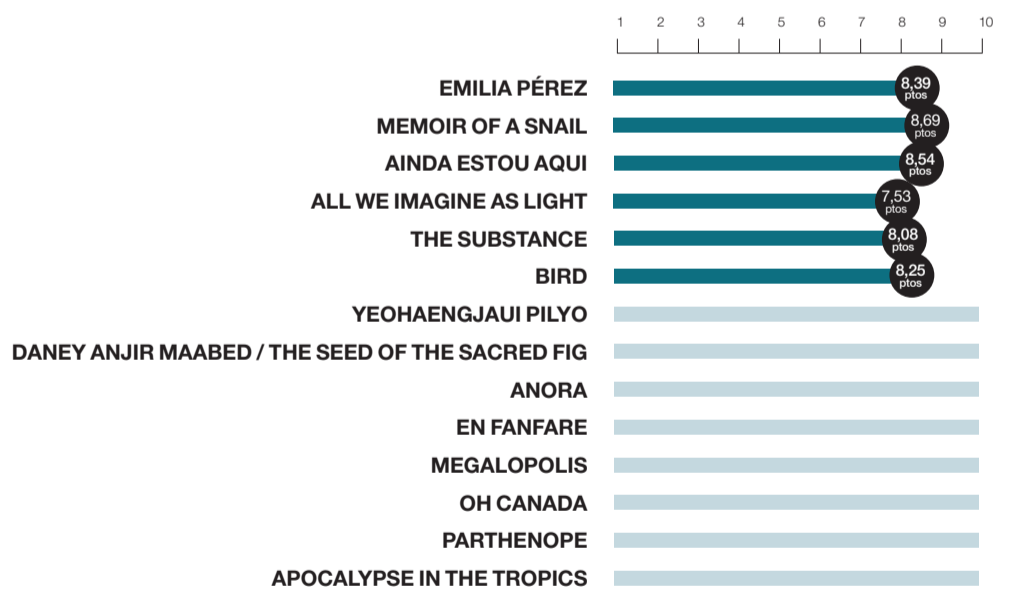 1 2 3 4 5 6 7 8 9 10
EMILIA PÉREZ 8,39 ptos
MEMOIR OF A SNAIL 8,69 ptos
AINDA ESTOU AQUI 8,54 ptos
ALL WE IMAGINE AS LIGHT 7,53 ptos
THE SUBSTANCE 8,08 ptos
BIRD 8,25 ptos
YEOHAENGJAUI PILYO
DANEY ANJIR MAABED / THE SEED OF THE SACRED FIG
ANORA
EN FANFARE
MEGALOPOLIS
OH CANADA
PARTHENOPE
APOCALYPSE IN THE TROPICS